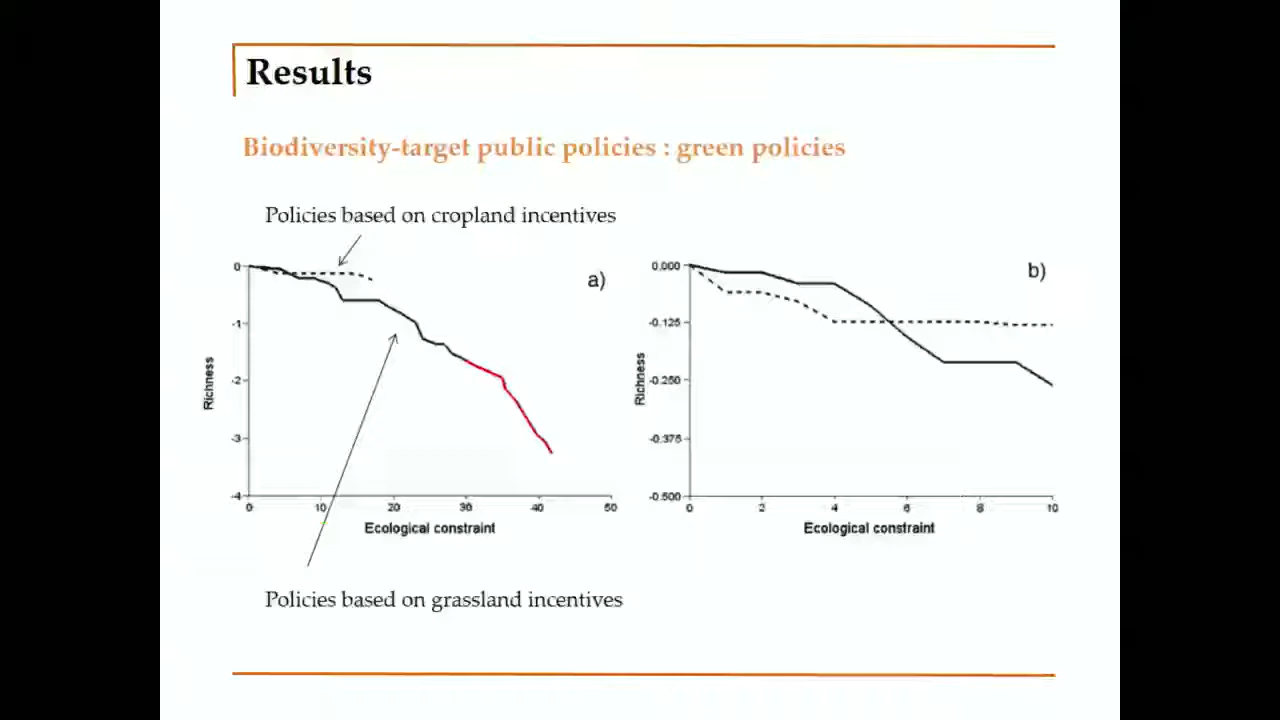 Results
Biodiversity-target public policies : green policies
Policies based on cropland incentives
a)
0
-1
-2
-3
-4
Richness
0 10 20 30 40 50
Ecological constraint
b)
0.000
-0.125
-0.250
-0.375
-0.500
Richness
0 2 4 6 8 10
Ecological constraint
Policies based on grassland incentives